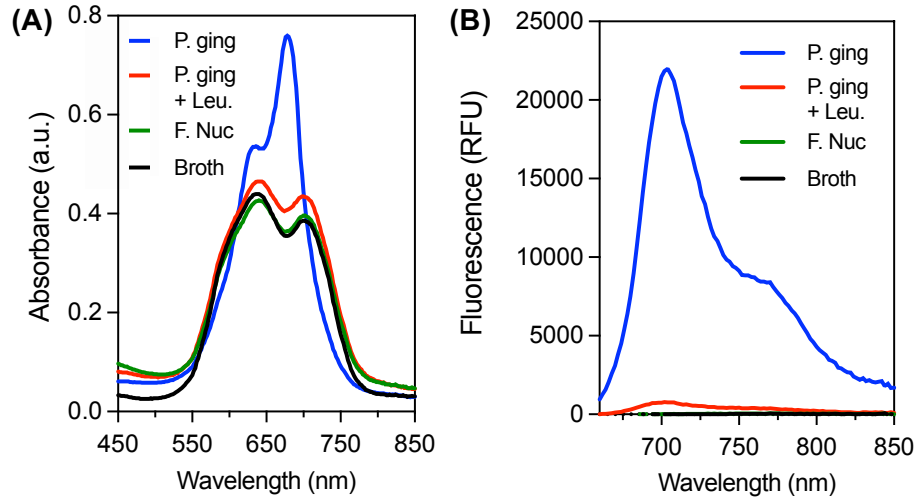 (A)
Absorbance (a.u.)
0.8
0.6
0.4
0.2
0.0
P. ging
P. ging
+ Leu.
F. Nuc
Broth
450
550
650
750
850
Wavelength (nm)
(B)
Fluorescence (RFU)
25000
20000
15000
10000
5000
0
P. ging
P. ging
+ Leu.
F. Nuc
Broth
700
750
800
850
Wavelength (nm)